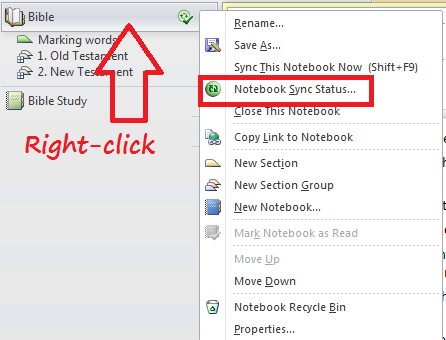 Bible
Marking words
1. Old Testament
2. New Testament
Bible Study
Right-click
Rename...
Save As...
Sync This Notebook Now (Shift+F9)
Notebook Sync Status...
Close This Notebook
Copy Link to Notebook
New Section
New Section Group
New Notebook...
Mark Notebook as Read
Move Up
Move Down
Notebook Recycle Bin
Properties...